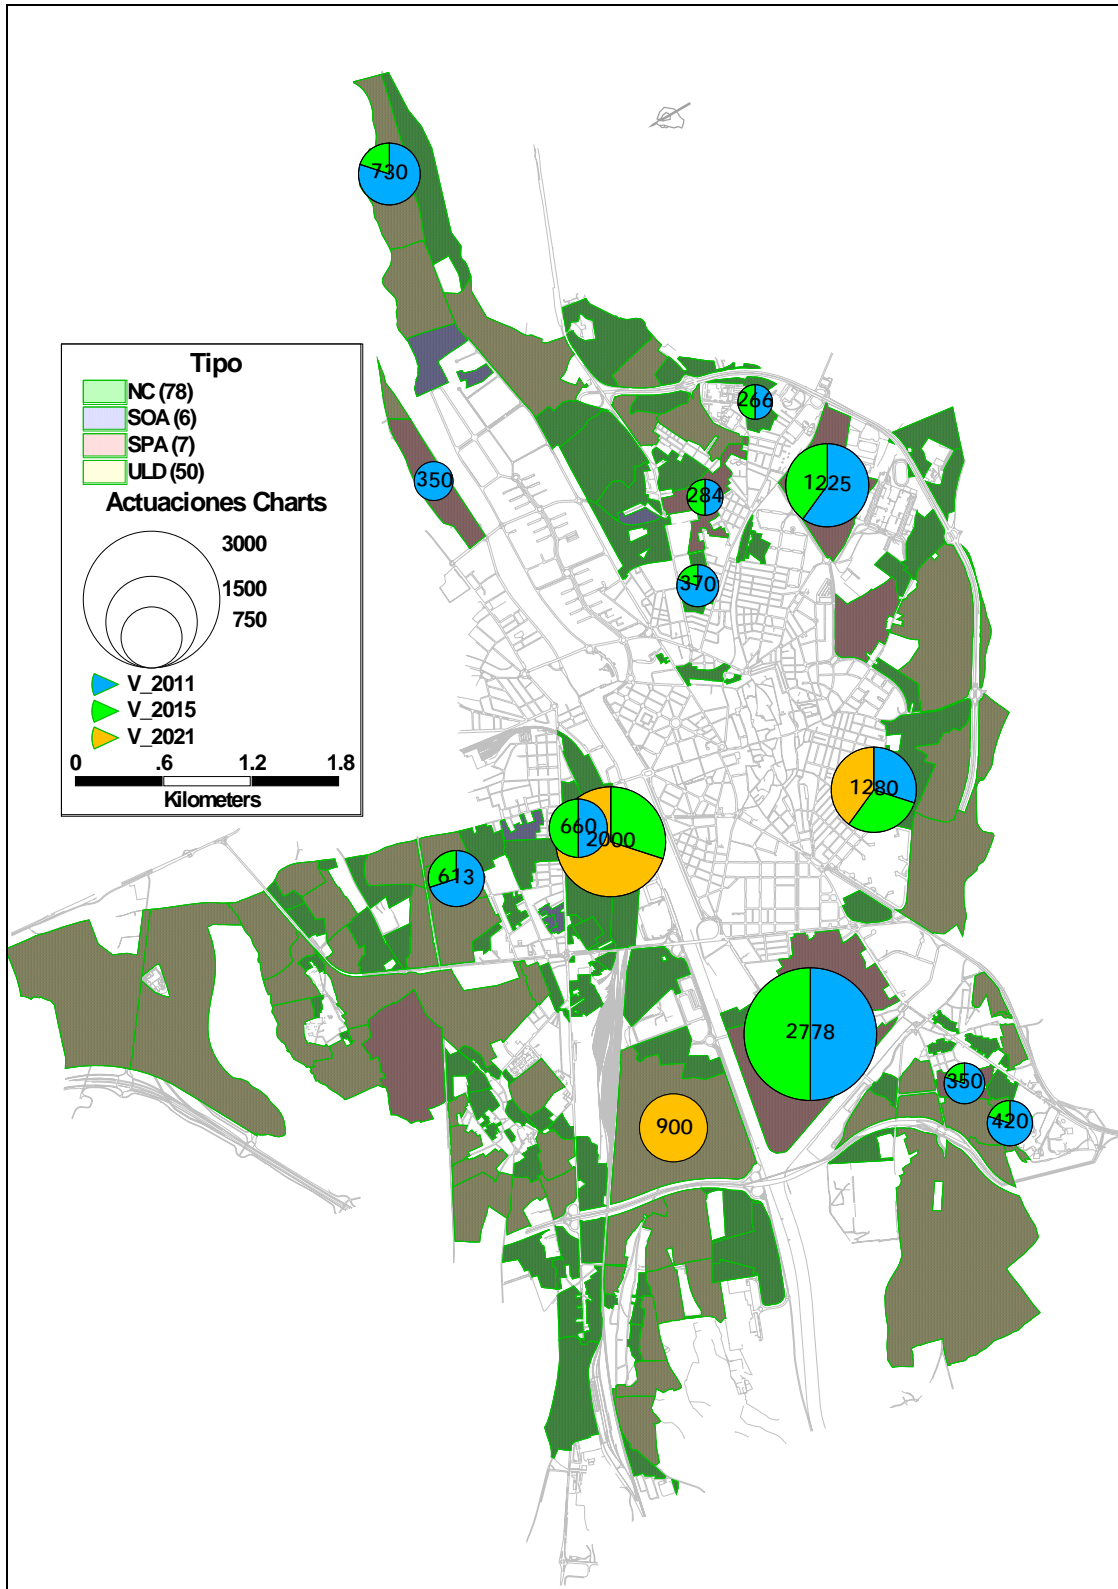 730
Tipo
NC (78)
SOA (6)
SPA (7)
ULD (50)
Actuaciones Charts
3000
1500
750
V_2011
V_2015
V_2021
0 .6 1.2 1.8
Kilometers
266
350
1225
284
370
1280
660
2000
613
2778
350
420
900